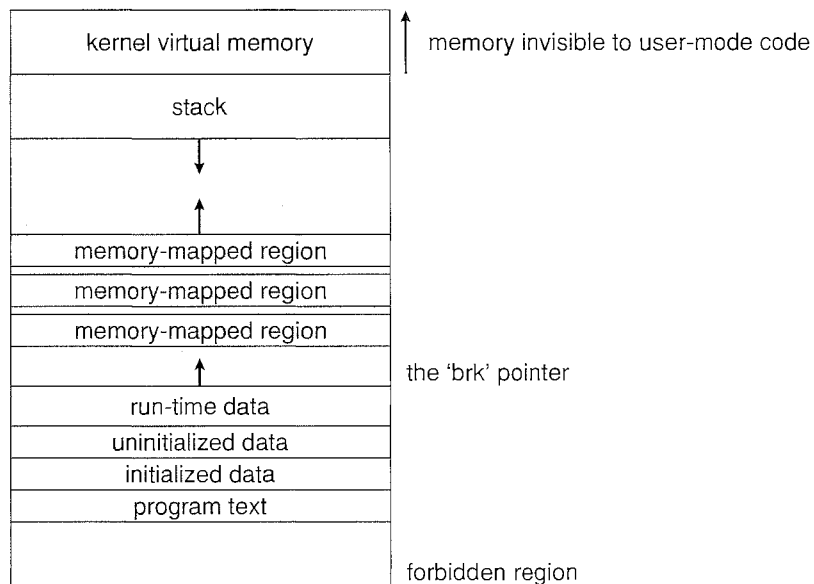 kernel virtual memory
memory invisible to user-mode code
stack
memory-mapped region
memory-mapped region
memory-mapped region
the ‘brk’ pointer
run-time data
uninitialized data
initialized data
program text
forbidden region